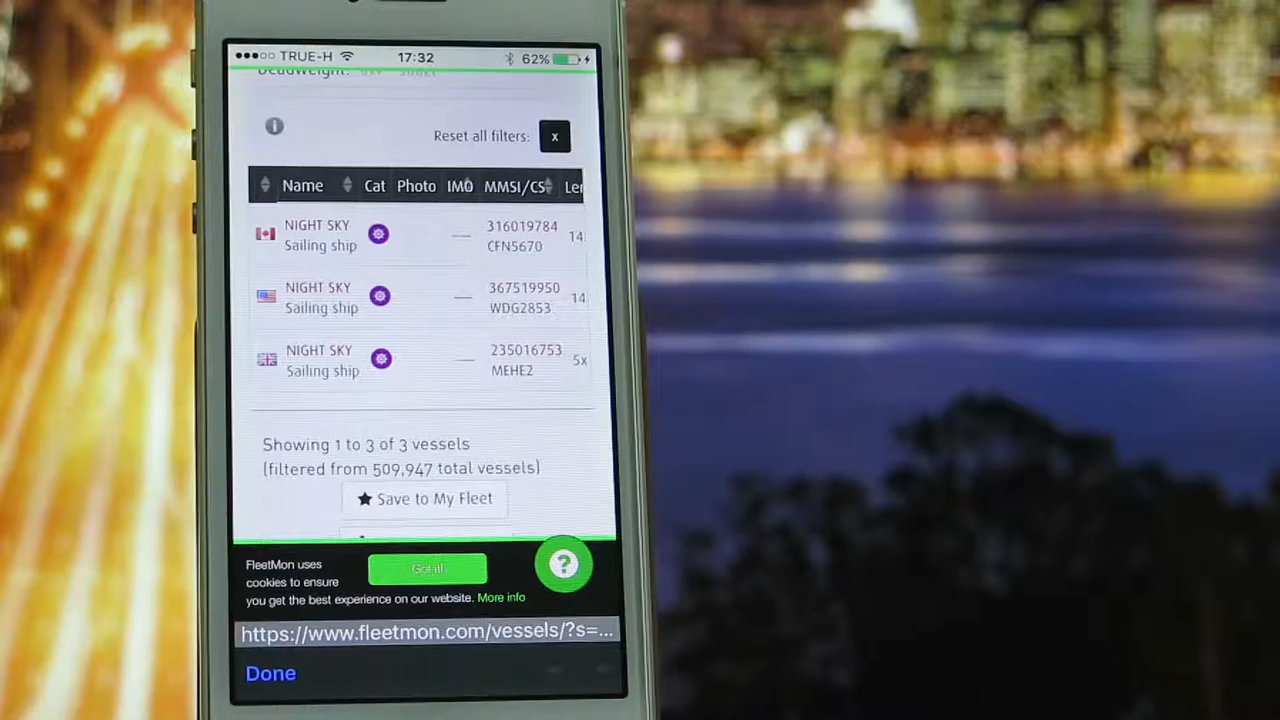 TRUE-H 17:32 62%
Deadweight:
Reset all filters: x
Name Cat Photo IMO MMSI/CS Ler
NIGHT SKY 316019784
Sailing ship CFN5670 14
NIGHT SKY 367519950
Sailing ship WDG2853 14
NIGHT SKY 235016753
Sailing ship MEHE2 5x
Showing 1 to 3 of 3 vessels
(filtered from 509,947 total vessels)
Save to My Fleet
FleetMon uses
cookies to ensure
you get the best experience on our website. More info
Got it!
?
https://www.fleetmon.com/vessels/?s=...
Done